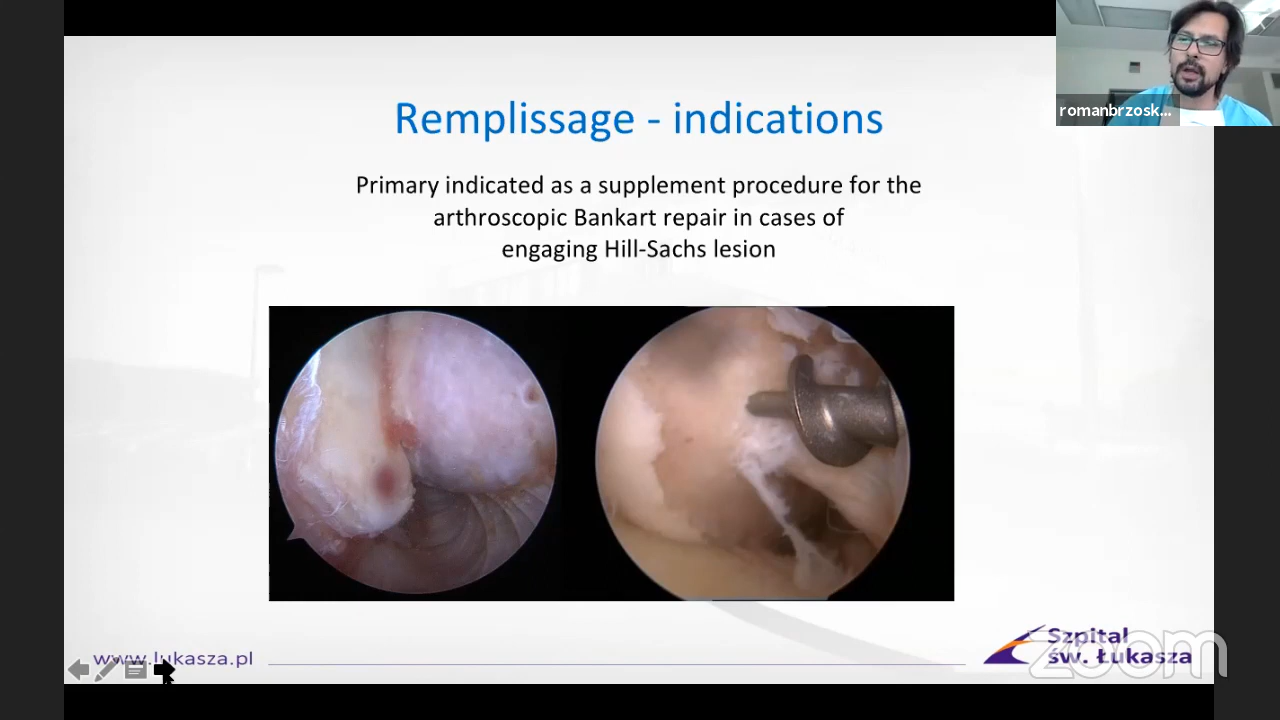 romanbrzosk...
Remplissage - indications
Primary indicated as a supplement procedure for the
arthroscopic Bankart repair in cases of
engaging Hill-Sachs lesion
www.lukasza.pl
Szpital
św. Łukasza
zoom